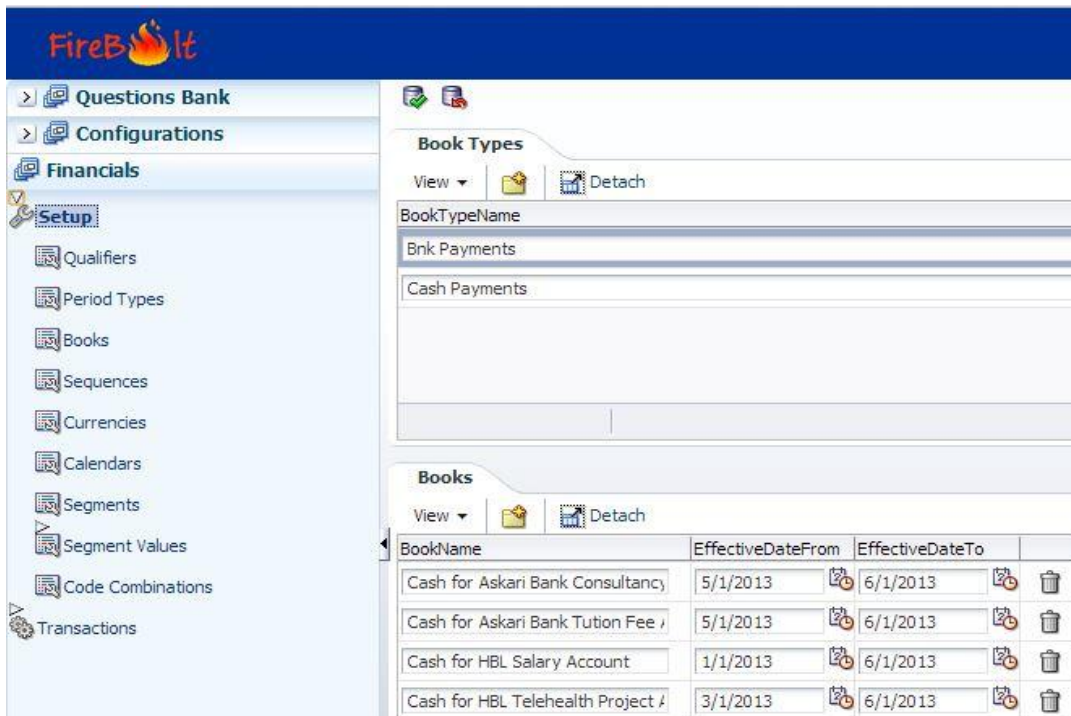 FireBolt
Questions Bank
Configurations
Financials
Setup
Qualifiers
Period Types
Books
Sequences
Currencies
Calendars
Segments
Segment Values
Code Combinations
Transactions
Book Types
View Detach
BookTypeName
Bnk Payments
Cash Payments
Books
View Detach
BookName EffectiveDateFrom EffectiveDateTo
Cash for Askari Bank Consultancy 5/1/2013 6/1/2013
Cash for Askari Bank Tution Fee 5/1/2013 6/1/2013
Cash for HBL Salary Account 1/1/2013 6/1/2013
Cash for HBL Telehealth Project 3/1/2013 6/1/2013